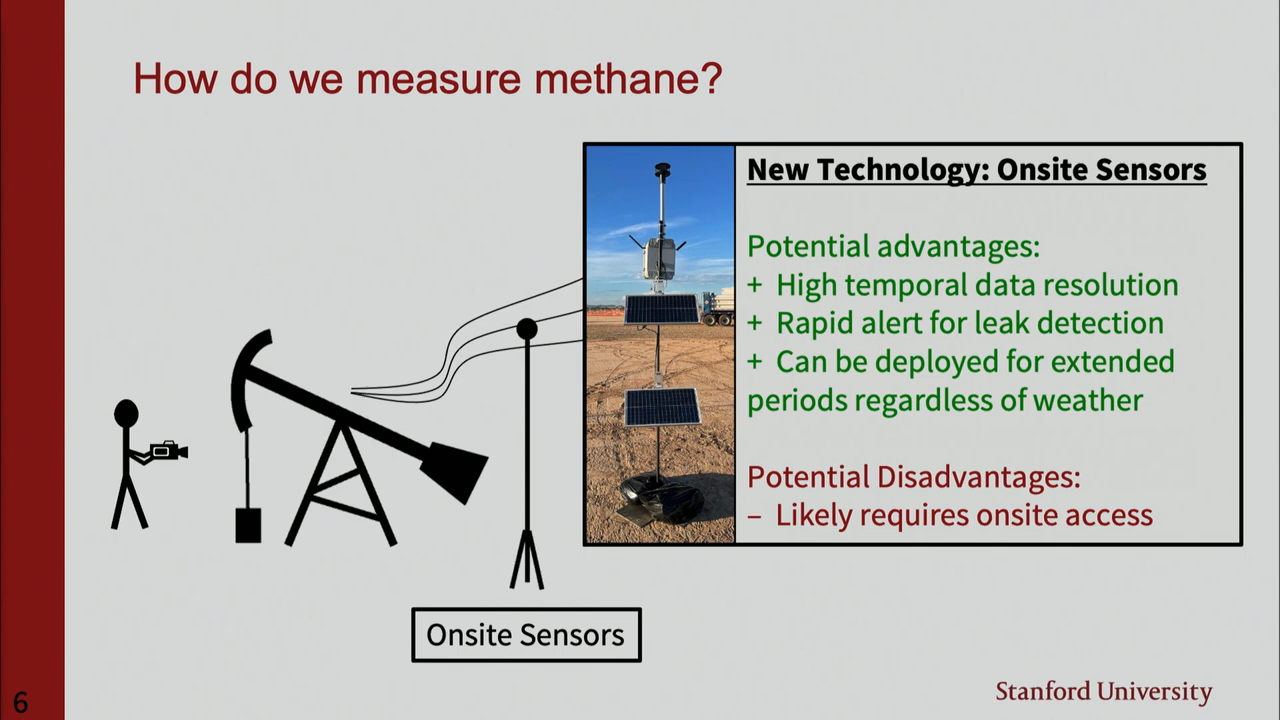 How do we measure methane?
New Technology: Onsite Sensors
Potential advantages:
+ High temporal data resolution
+ Rapid alert for leak detection
+ Can be deployed for extended
periods regardless of weather
Potential Disadvantages:
– Likely requires onsite access
Onsite Sensors
6
Stanford University